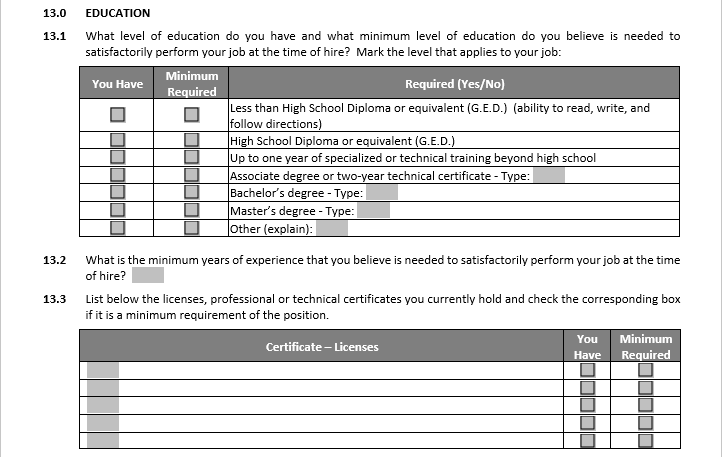 13.0 EDUCATION
13.1 What level of education do you have and what minimum level of education do you believe is needed to
satisfactorily perform your job at the time of hire? Mark the level that applies to your job:
You Have Minimum Required Required (Yes/No)
Less than High School Diploma or equivalent (G.E.D.) (ability to read, write, and
follow directions)
High School Diploma or equivalent (G.E.D.)
Up to one year of specialized or technical training beyond high school
Associate degree or two-year technical certificate - Type:
Bachelor's degree - Type:
Master's degree - Type:
Other (explain):
13.2 What is the minimum years of experience that you believe is needed to satisfactorily perform your job at the time
of hire?
13.3 List below the licenses, professional or technical certificates you currently hold and check the corresponding box
if it is a minimum requirement of the position.
Certificate – Licenses You Have Minimum Required